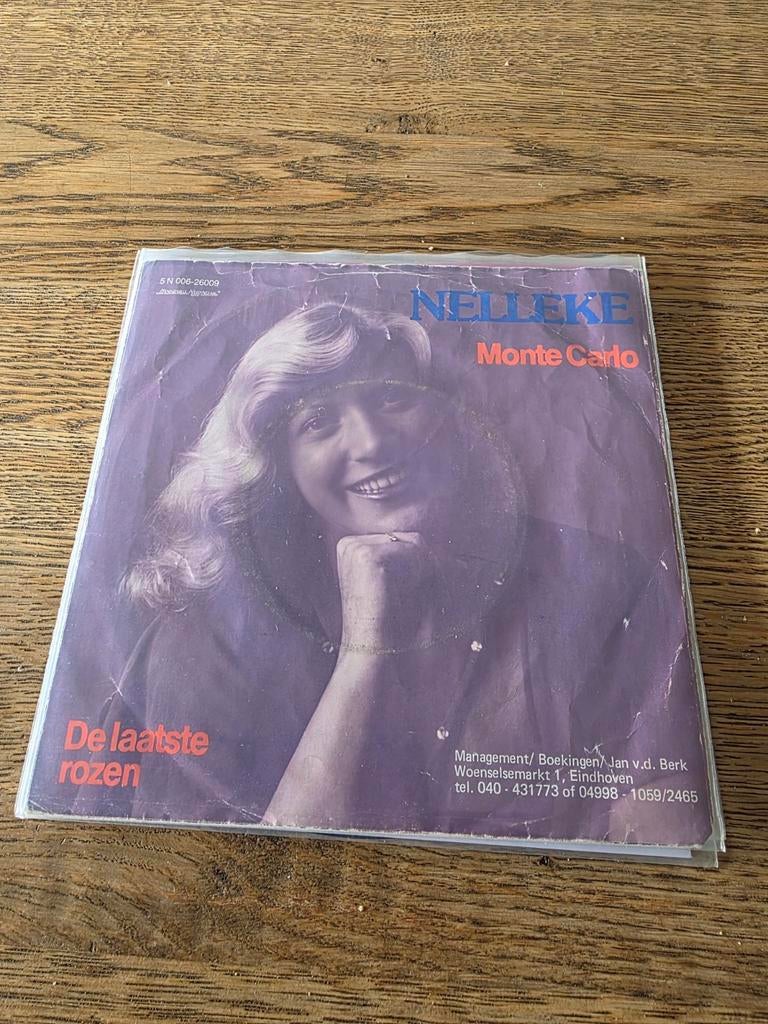 5N 006-26009
NELLEKE
Monte Carlo
De laatste
rozen
Management/ Boekingen/ Jan v.d. Berk
Woenselsemarkt 1, Eindhoven
tel. 040 - 431773 of 04998 - 1059/2465